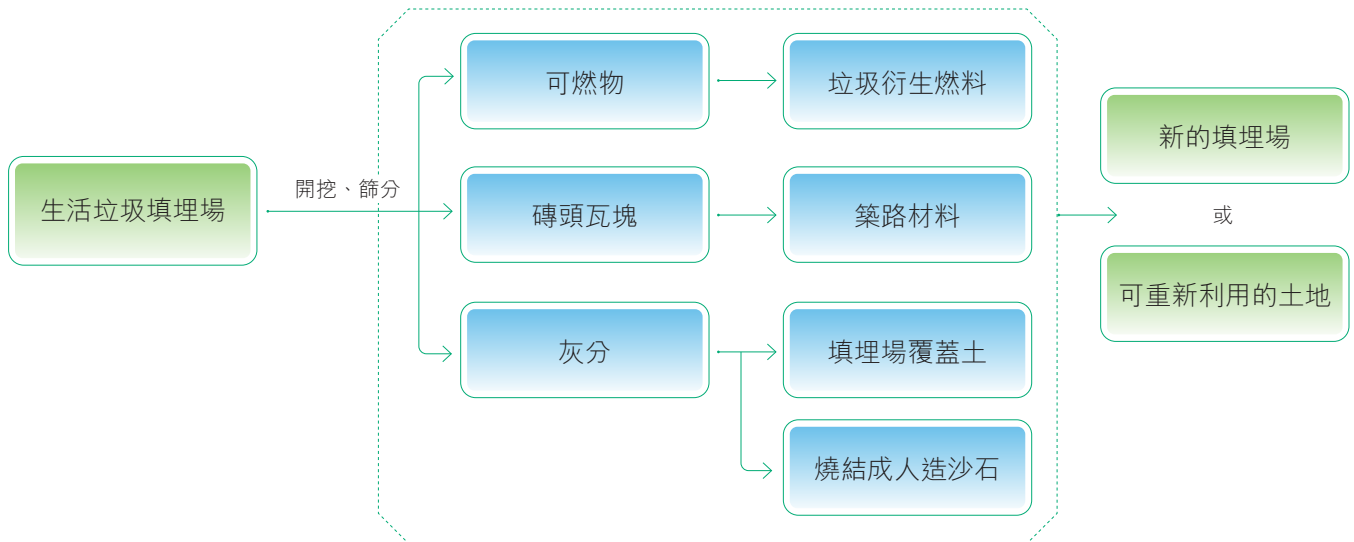 生活垃圾填埋場
開挖、篩分
可燃物
垃圾衍生燃料
磚頭瓦塊
築路材料
灰分
填埋場覆蓋土
燒結成人造沙石
新的填埋場
或
可重新利用的土地